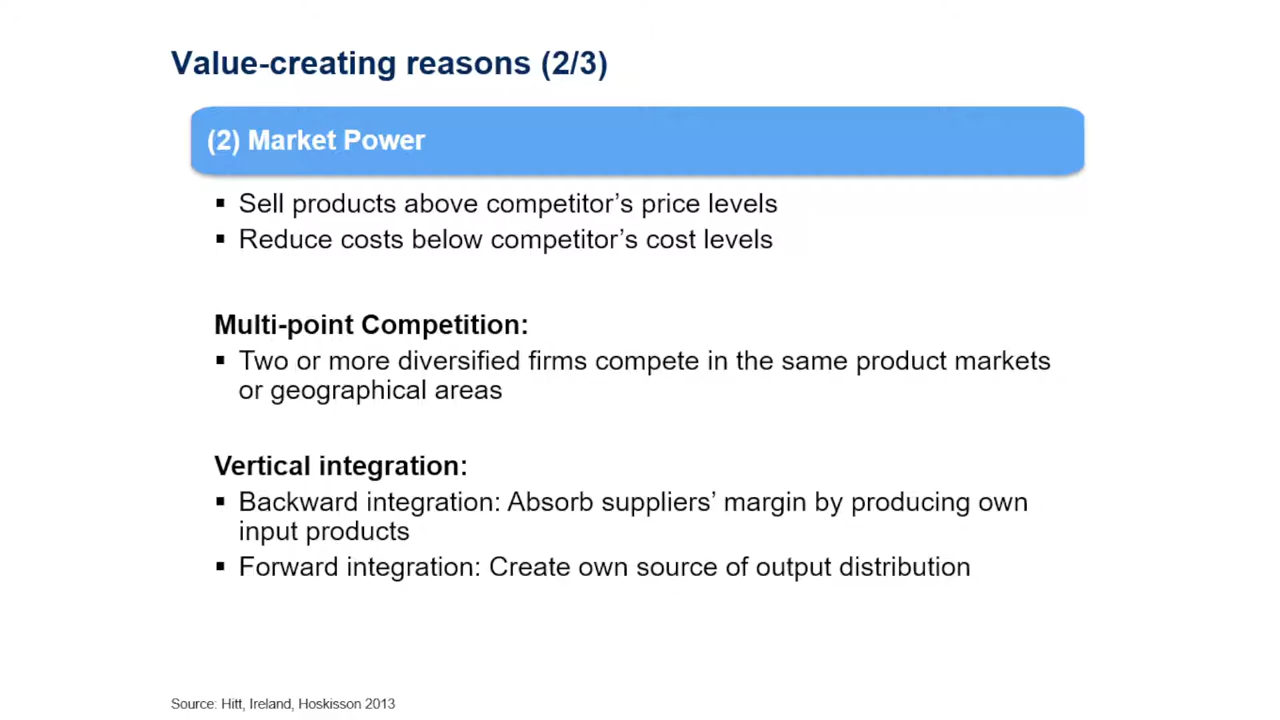 Value-creating reasons (2/3)
(2) Market Power
▪ Sell products above competitor’s price levels
▪ Reduce costs below competitor’s cost levels
Multi-point Competition:
▪ Two or more diversified firms compete in the same product markets
or geographical areas
Vertical integration:
▪ Backward integration: Absorb suppliers’ margin by producing own
input products
▪ Forward integration: Create own source of output distribution
Source: Hitt, Ireland, Hoskisson 2013